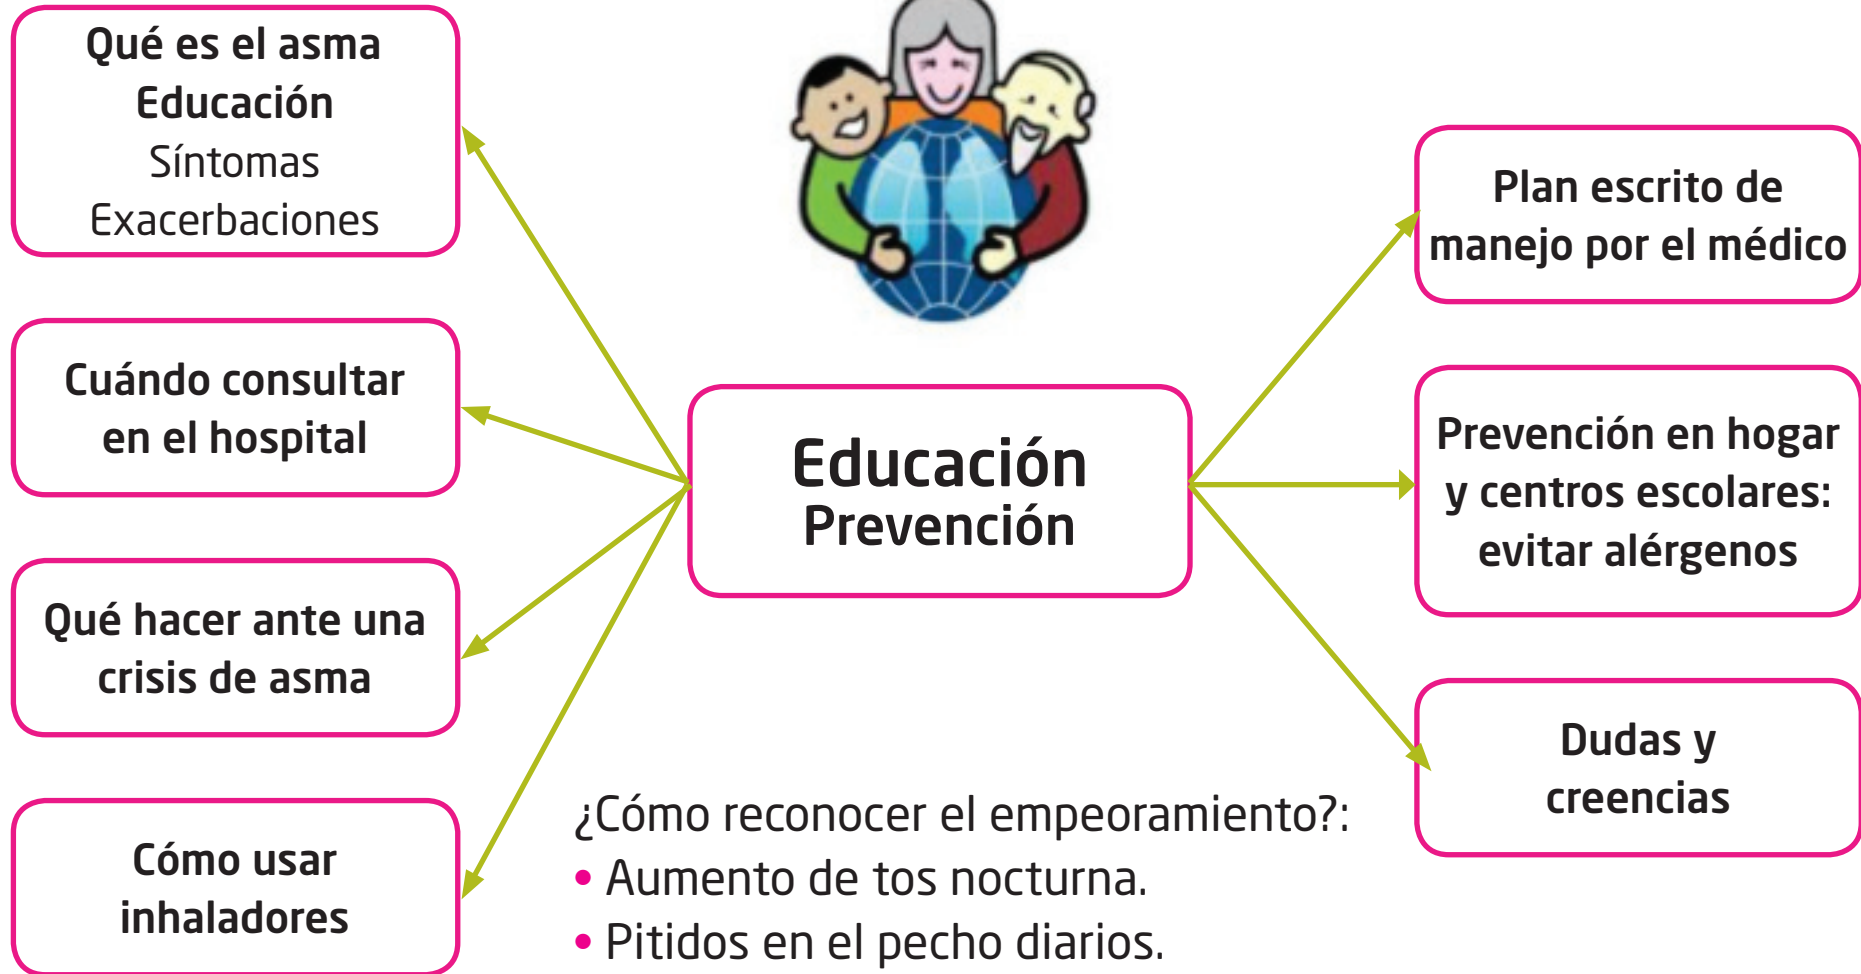 Qué es el asma
Educación
Síntomas
Exacerbaciones
Cuándo consultar
en el hospital
Qué hacer ante una
crisis de asma
Cómo usar
inhaladores
Educación
Prevención
Plan escrito de
manejo por el médico
Prevención en hogar
y centros escolares:
evitar alérgenos
Dudas y
creencias
¿Cómo reconocer el empeoramiento?:
• Aumento de tos nocturna.
• Pitidos en el pecho diarios.